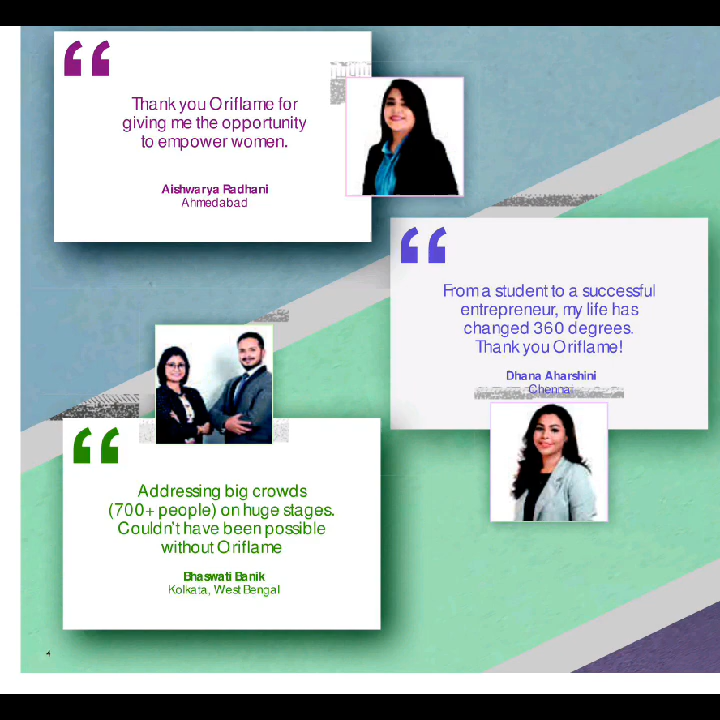 Thank you Oriflame for
giving me the opportunity
to empower women.
Aishwarya Radhani
Ahmedabad
From a student to a successful
entrepreneur, my life has
changed 360 degrees.
Thank you Oriflame!
Dhana Aharshini
Chennai
Addressing big crowds
(700+ people) on huge stages.
Couldn't have been possible
without Oriflame
Bhaswati Banik
Kolkata, West Bengal